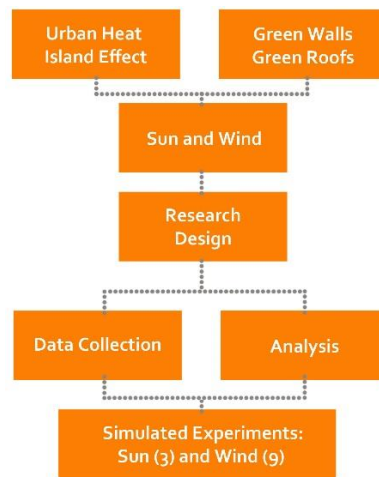 Urban Heat
Island Effect
Green Walls
Green Roofs
Sun and Wind
Research
Design
Data Collection
Analysis
Simulated Experiments:
Sun (3) and Wind (9)